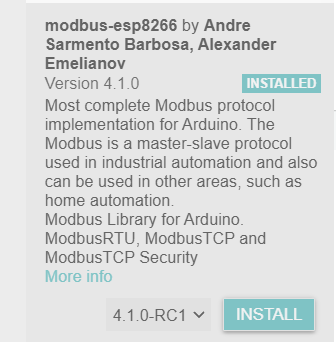 modbus-esp8266 by Andre
Sarmento Barbosa, Alexander
Emelianov
Version 4.1.0 INSTALLED
Most complete Modbus protocol
implementation for Arduino. The
Modbus is a master-slave protocol
used in industrial automation and also
can be used in other areas, such as
home automation.
Modbus Library for Arduino.
ModbusRTU, ModbusTCP and
ModbusTCP Security
More info
4.1.0-RC1 INSTALL